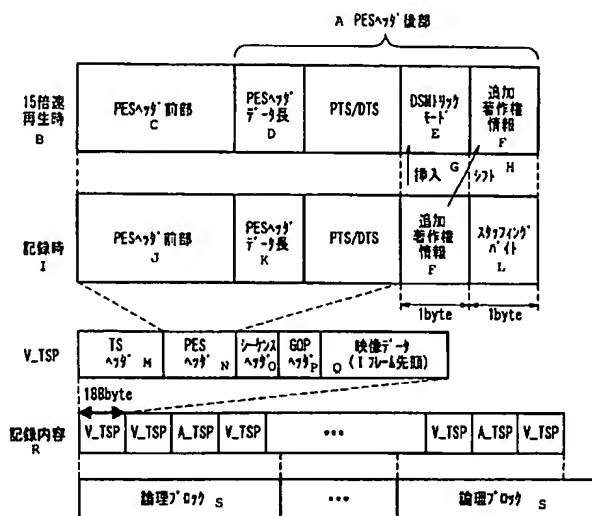 A PESヘッダ後部
15倍速
再生時
B
PESヘッダ前部
C
PESヘッダ
データ長
D
PTS/DTS
DSMトリック
モード
E
追加
著作権
情報
F
挿入 G
シフト H
記録時
I
PESヘッダ前部
J
PESヘッダ
データ長
K
PTS/DTS
追加
著作権
情報
F
スタッフィング
バイト
L
1byte
1byte
V_TSP
TS
ヘッダ M
PES
ヘッダ N
シーケンス
ヘッダO
GOP
ヘッダP
映像データ
Q (Iフレーム先頭)
188byte
記録内容
R
V_TSP
V_TSP
A_TSP
V_TSP
•••
V_TSP
A_TSP
V_TSP
論理ブロック S
•••
論理ブロック S